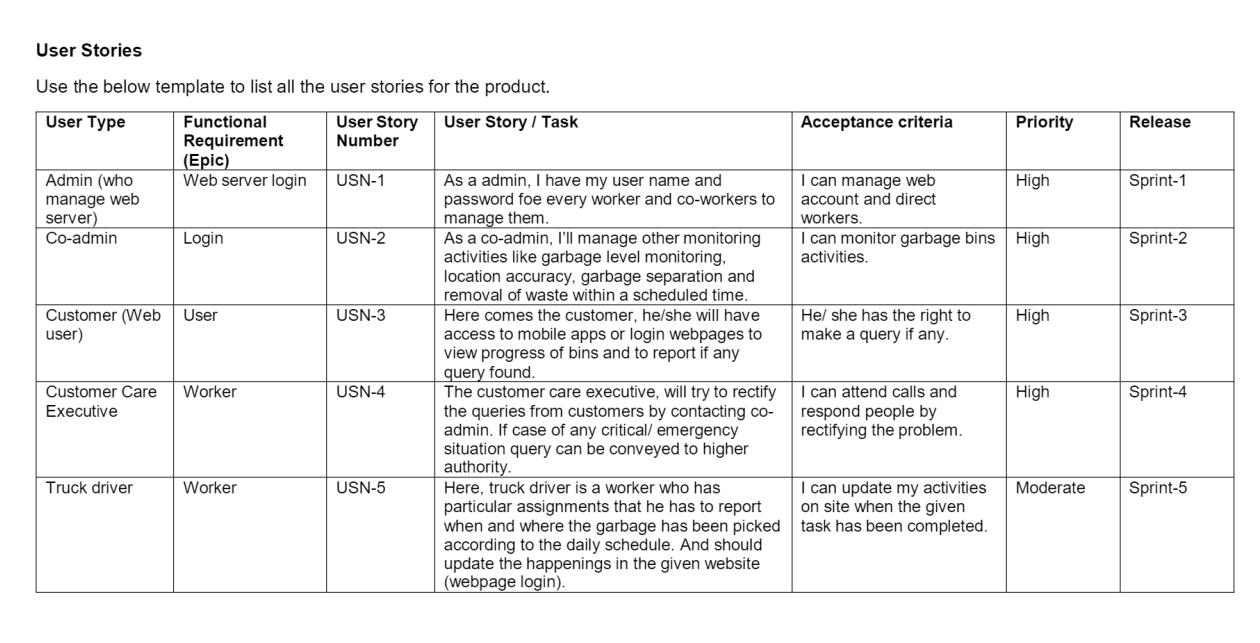 User Stories
Use the below template to list all the user stories for the product.
User Type
Functional
Requirement
(Epic)
User Story
Number
User Story / Task
Acceptance criteria
Priority
Release
Admin (who
manage web
server)
Web server login
USN-1
As a admin, I have my user name and
password foe every worker and co-workers to
manage them.
I can manage web
account and direct
workers.
High
Sprint-1
Co-admin
Login
USN-2
As a co-admin, I’ll manage other monitoring
activities like garbage level monitoring,
location accuracy, garbage separation and
removal of waste within a scheduled time.
I can monitor garbage bins
activities.
High
Sprint-2
Customer (Web
user)
User
USN-3
Here comes the customer, he/she will have
access to mobile apps or login webpages to
view progress of bins and to report if any
query found.
He/ she has the right to
make a query if any.
High
Sprint-3
Customer Care
Executive
Worker
USN-4
The customer care executive, will try to rectify
the queries from customers by contacting co-
admin. If case of any critical/ emergency
situation query can be conveyed to higher
authority.
I can attend calls and
respond people by
rectifying the problem.
High
Sprint-4
Truck driver
Worker
USN-5
Here, truck driver is a worker who has
particular assignments that he has to report
when and where the garbage has been picked
according to the daily schedule. And should
update the happenings in the given website
(webpage login).
I can update my activities
on site when the given
task has been completed.
Moderate
Sprint-5